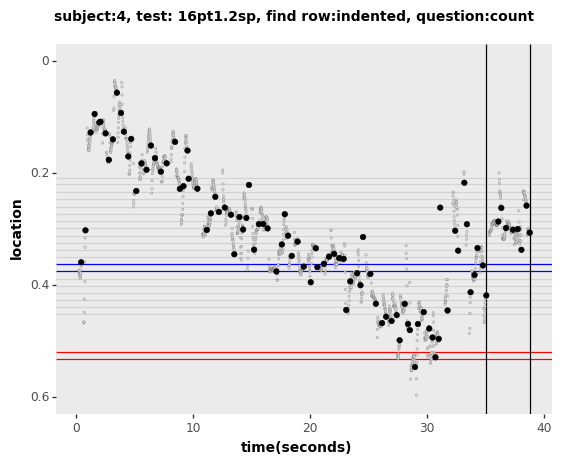 subject:4, test: 16pt1.2sp, find row:indented, question:count
0
0.2
0.4
0.6
location
0 10 20 30 40
time(seconds)